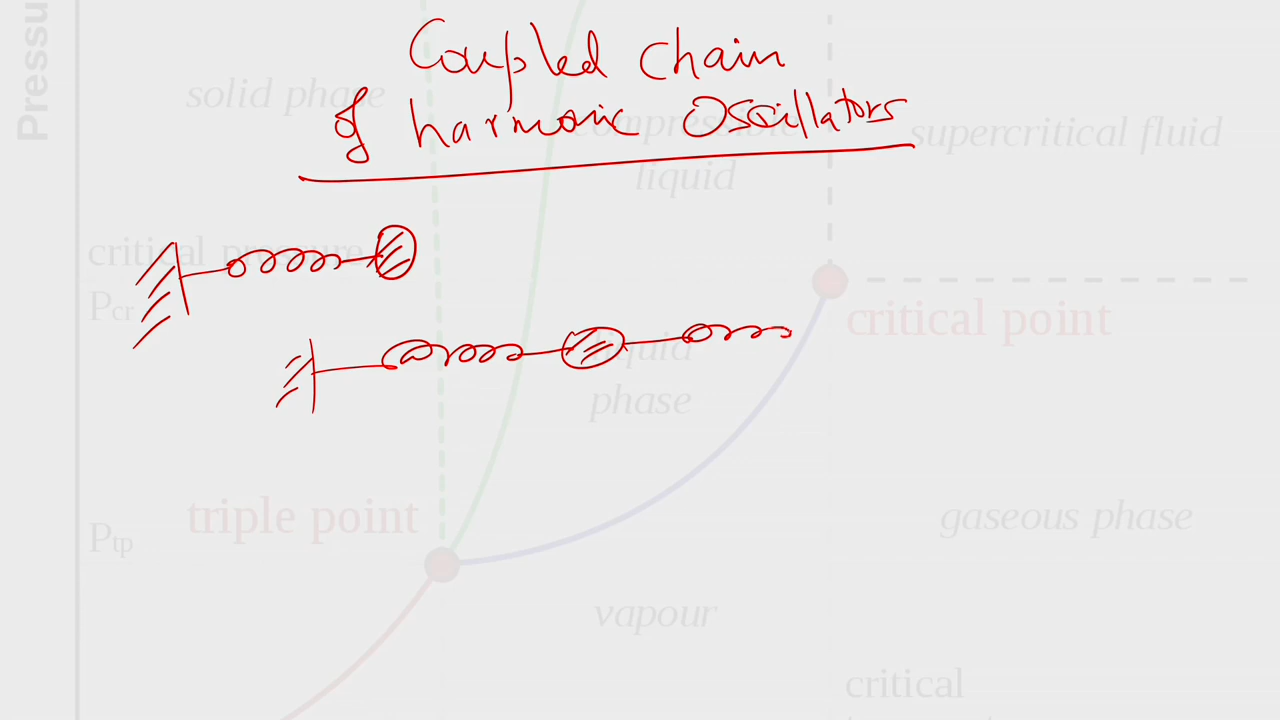 Coupled chain
of harmonic Oscillators
Pressu
solid phase
compressible
liquid
supercritical fluid
critical pressure
Pcr
critical point
liquid
phase
triple point
Ptp
gaseous phase
vapour
critical